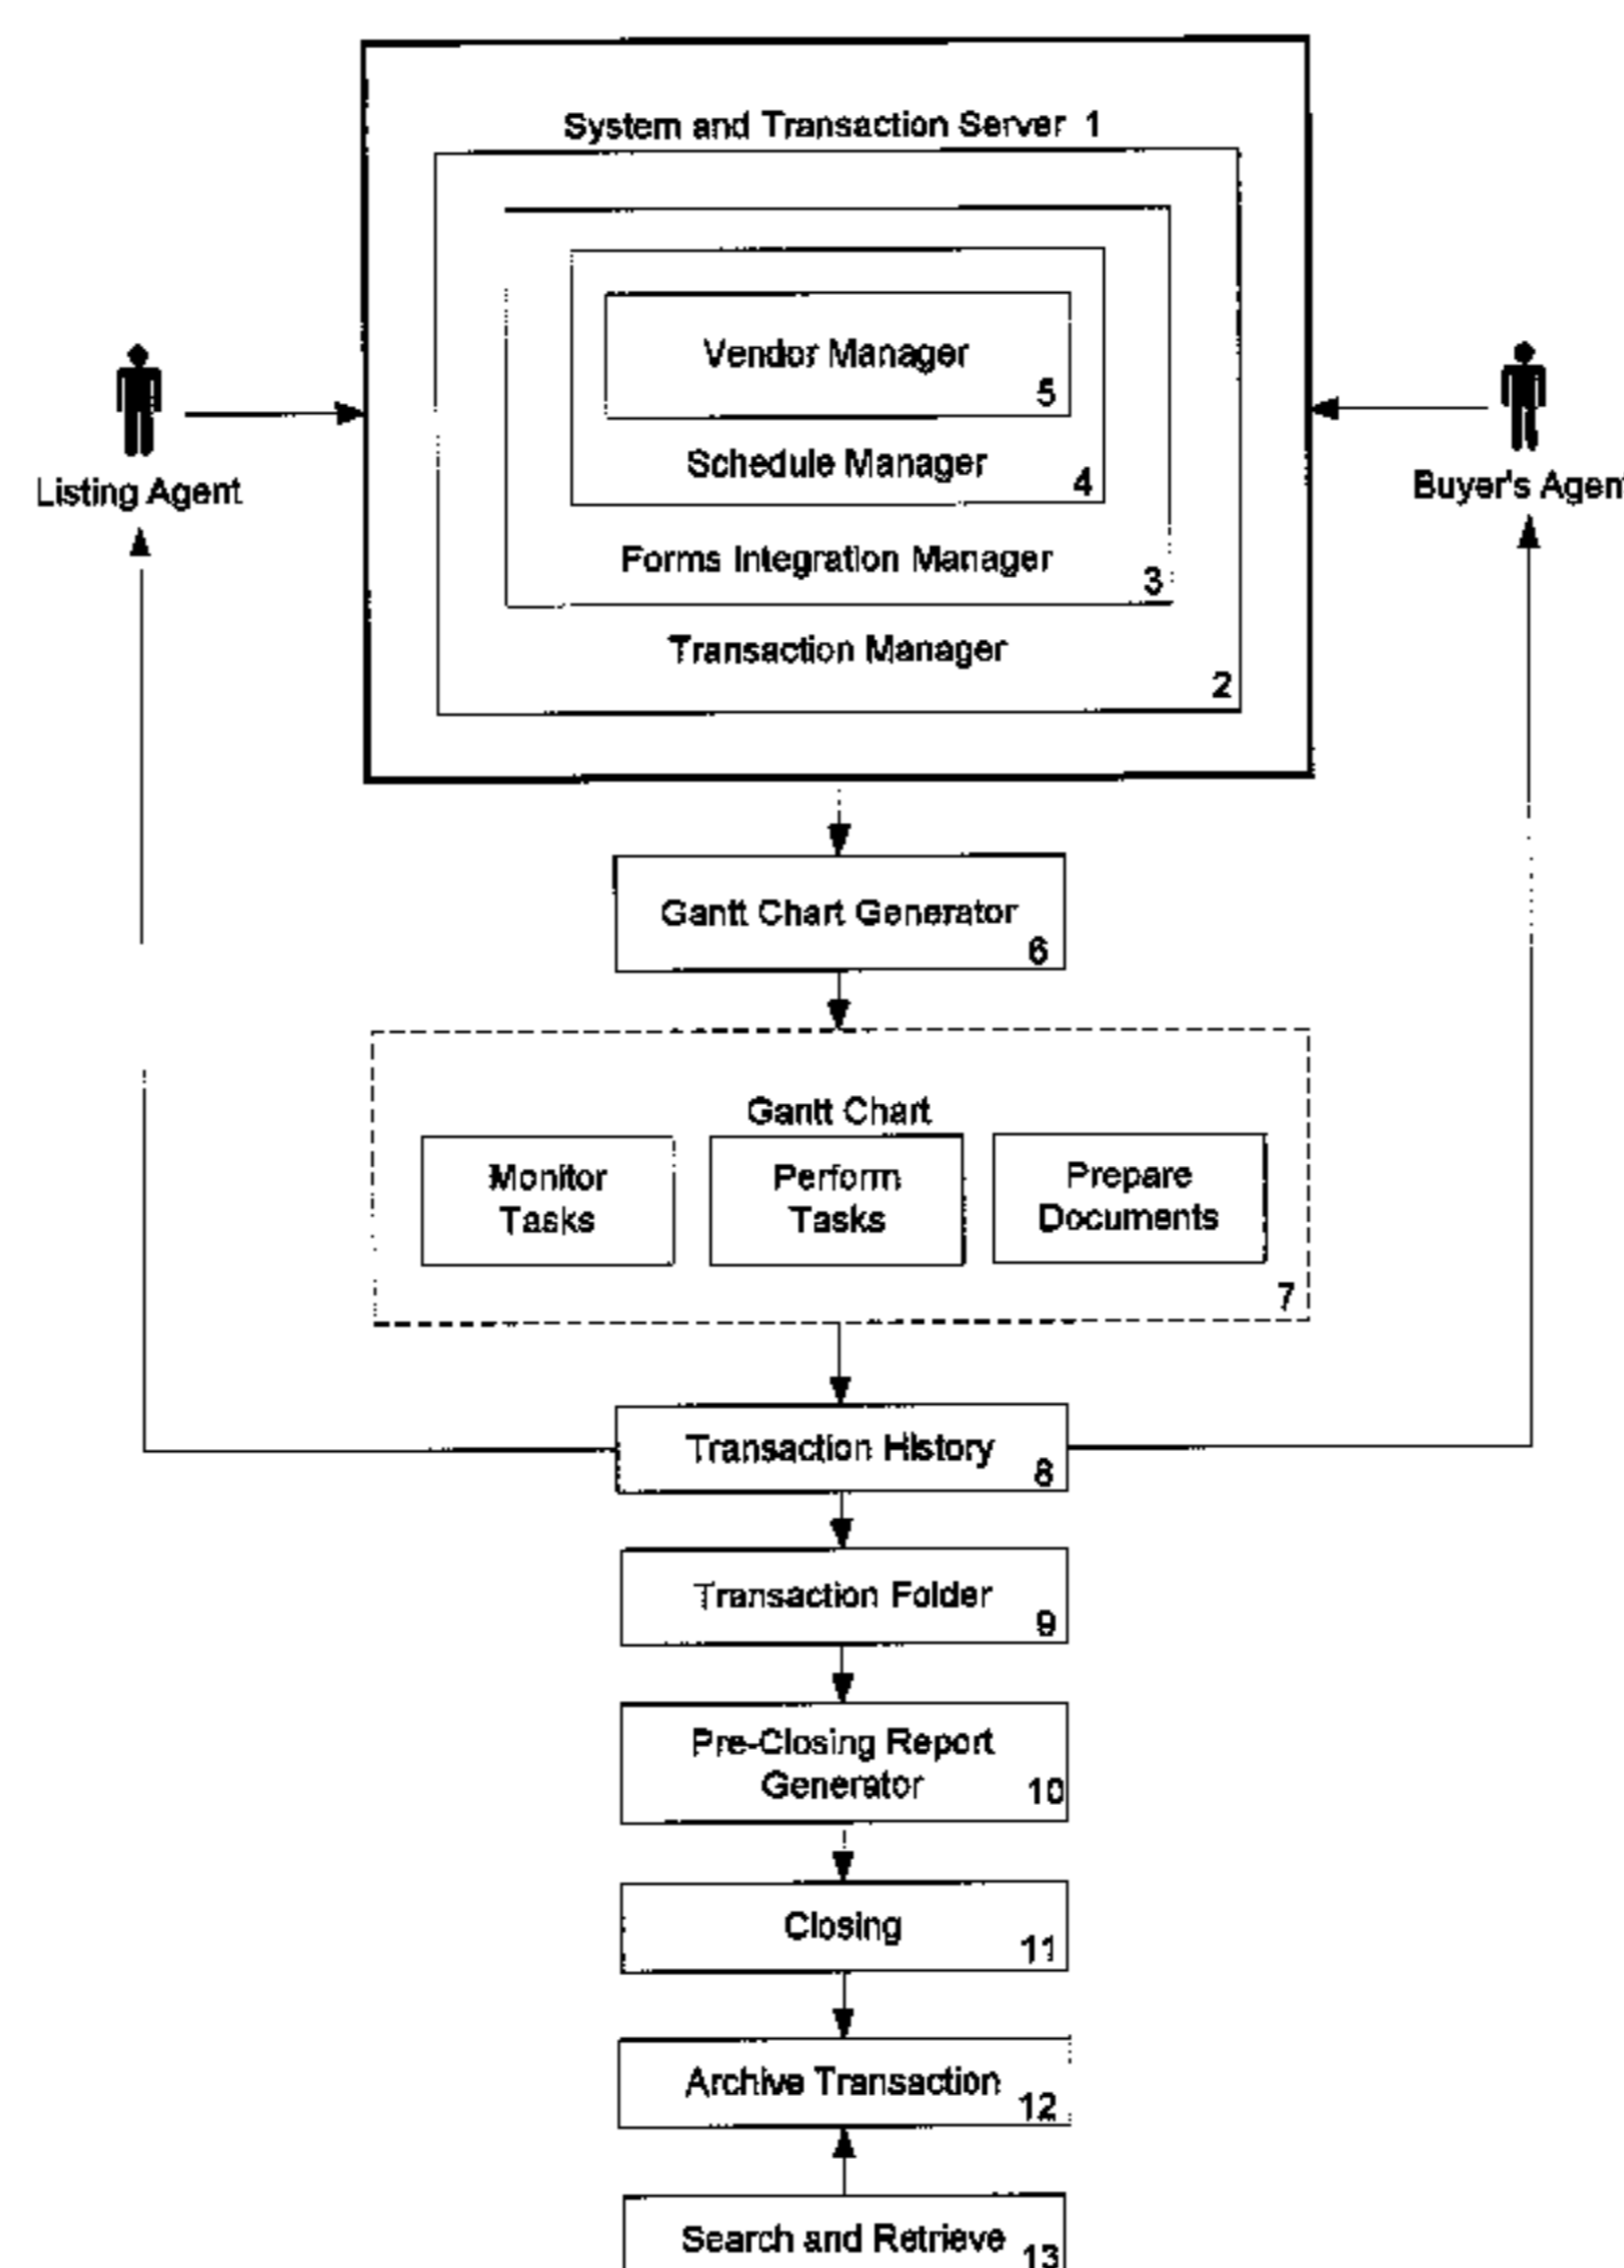 System and Transaction Server 1
Vendor Manager
5
Schedule Manager
4
Listing Agent
Buyer's Agent
Forms Integration Manager
3
Transaction Manager
2
Gantt Chart Generator
6
Gantt Chart
Monitor
Tasks
Perform
Tasks
Prepare
Documents
7
Transaction History
8
Transaction Folder
9
Pre-Closing Report
Generator
10
Closing
11
Archive Transaction
12
Search and Retrieve
13